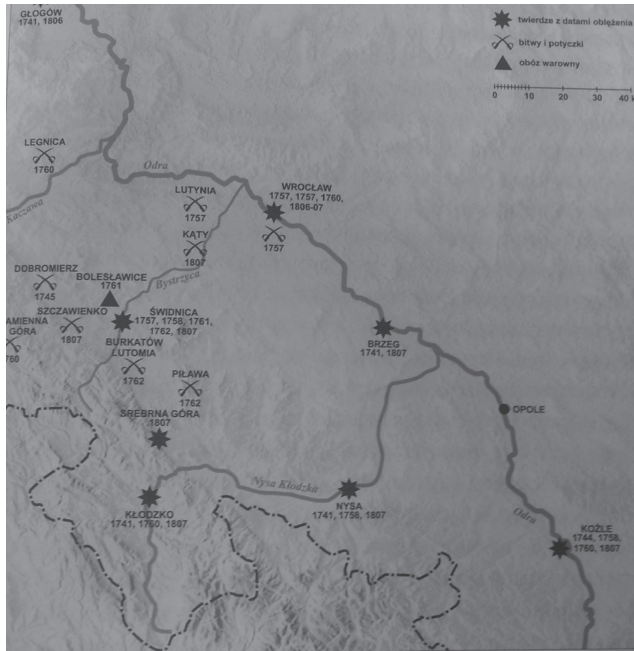 GŁOGÓW
1741, 1806
twierdze z datami oblężenia
bitwy i potyczki
obóz warowny
0 10 20 30 40
LEGNICA
1760
Odra
Kaczawa
LUTYNIA
1757
WROCŁAW
1757, 1757, 1760,
1806-07
1757
KĄTY
1807
Bystrzyca
DOBROMIERZ
1745
BOLESŁAWICE
1761
SZCZAWIENKO
1807
AMIENNA
GÓRA
760
ŚWIDNICA
1757, 1758, 1761,
1762, 1807
BURKATÓW
LUTOMIA
1762
PIŁAWA
1762
BRZEG
1741, 1807
SREBRNA GÓRA
1807
OPOLE
Nysa Kłodzka
KŁODZKO
1741, 1760, 1807
NYSA
1741, 1758, 1807
Odra
KOŹLE
1744, 1758,
1760, 1807